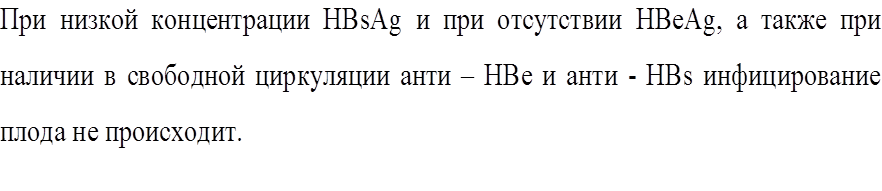 При низкой концентрации HBsAg и при отсутствии HBeAg, а также при
наличии в свободной циркуляции анти – HBe и анти - HBs инфицирование
плода не происходит.